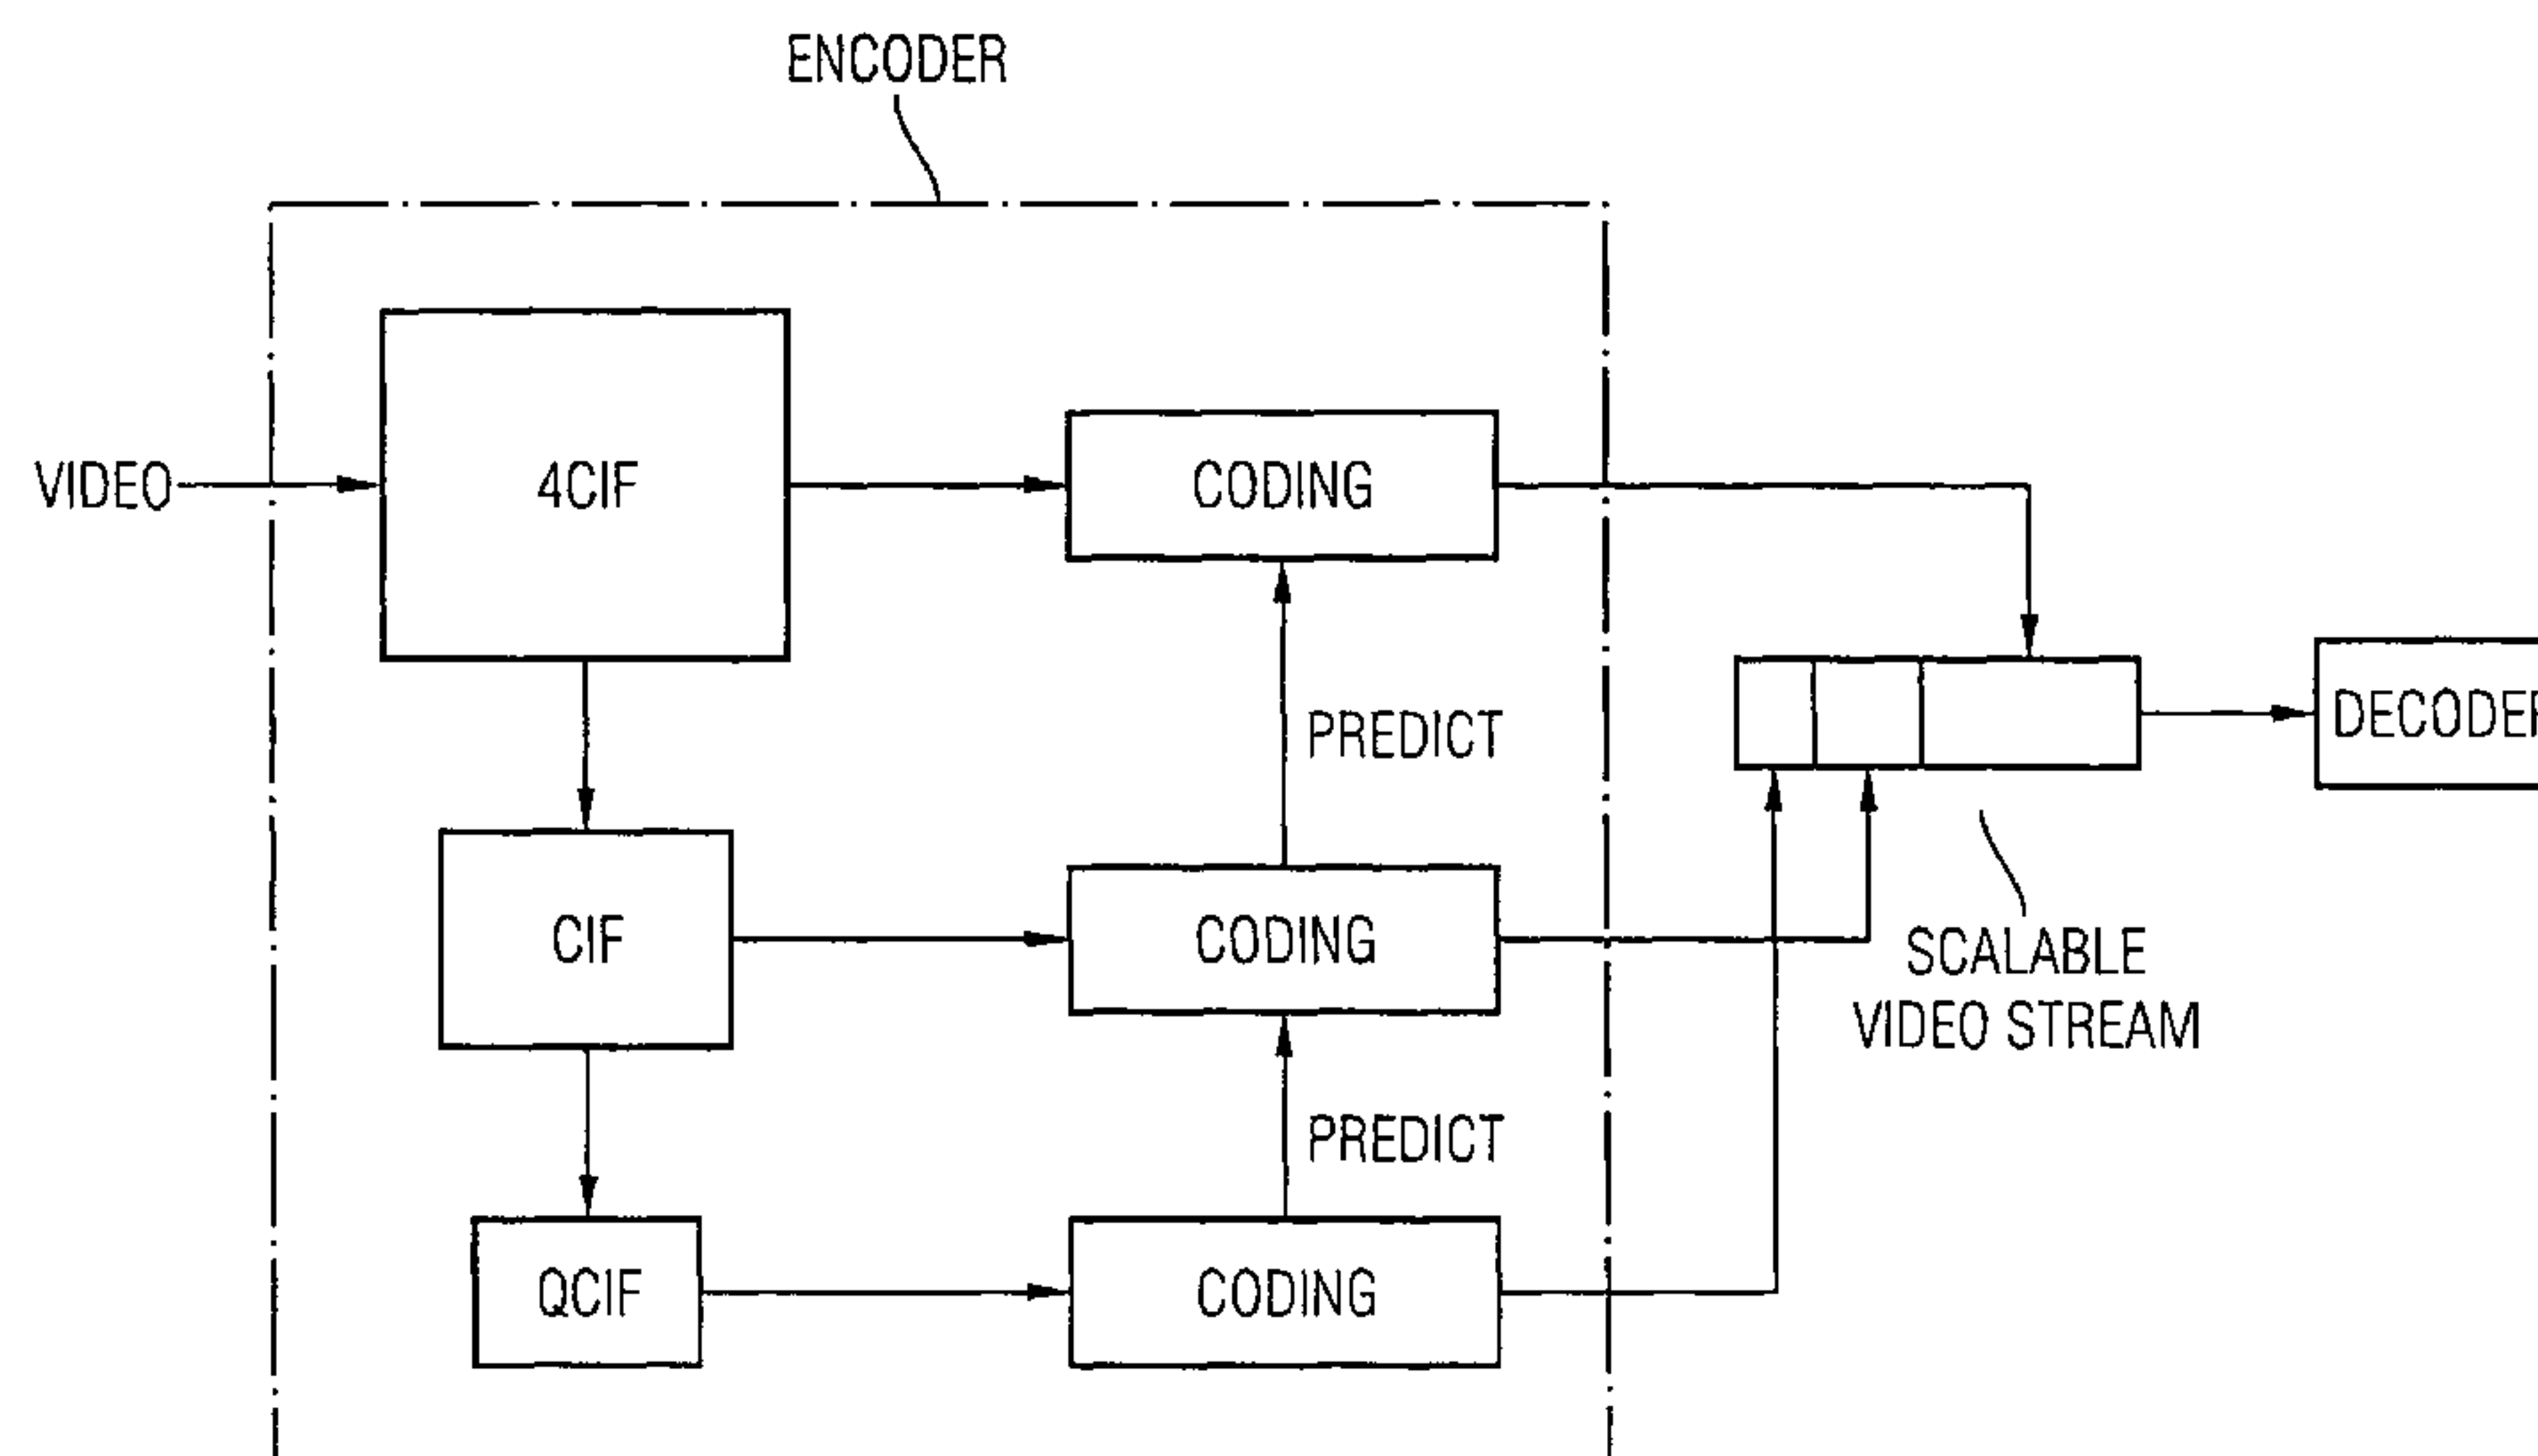 ENCODER
VIDEO
4CIF
CODING
PREDICT
DECODER
CIF
CODING
SCALABLE
VIDEO STREAM
PREDICT
QCIF
CODING